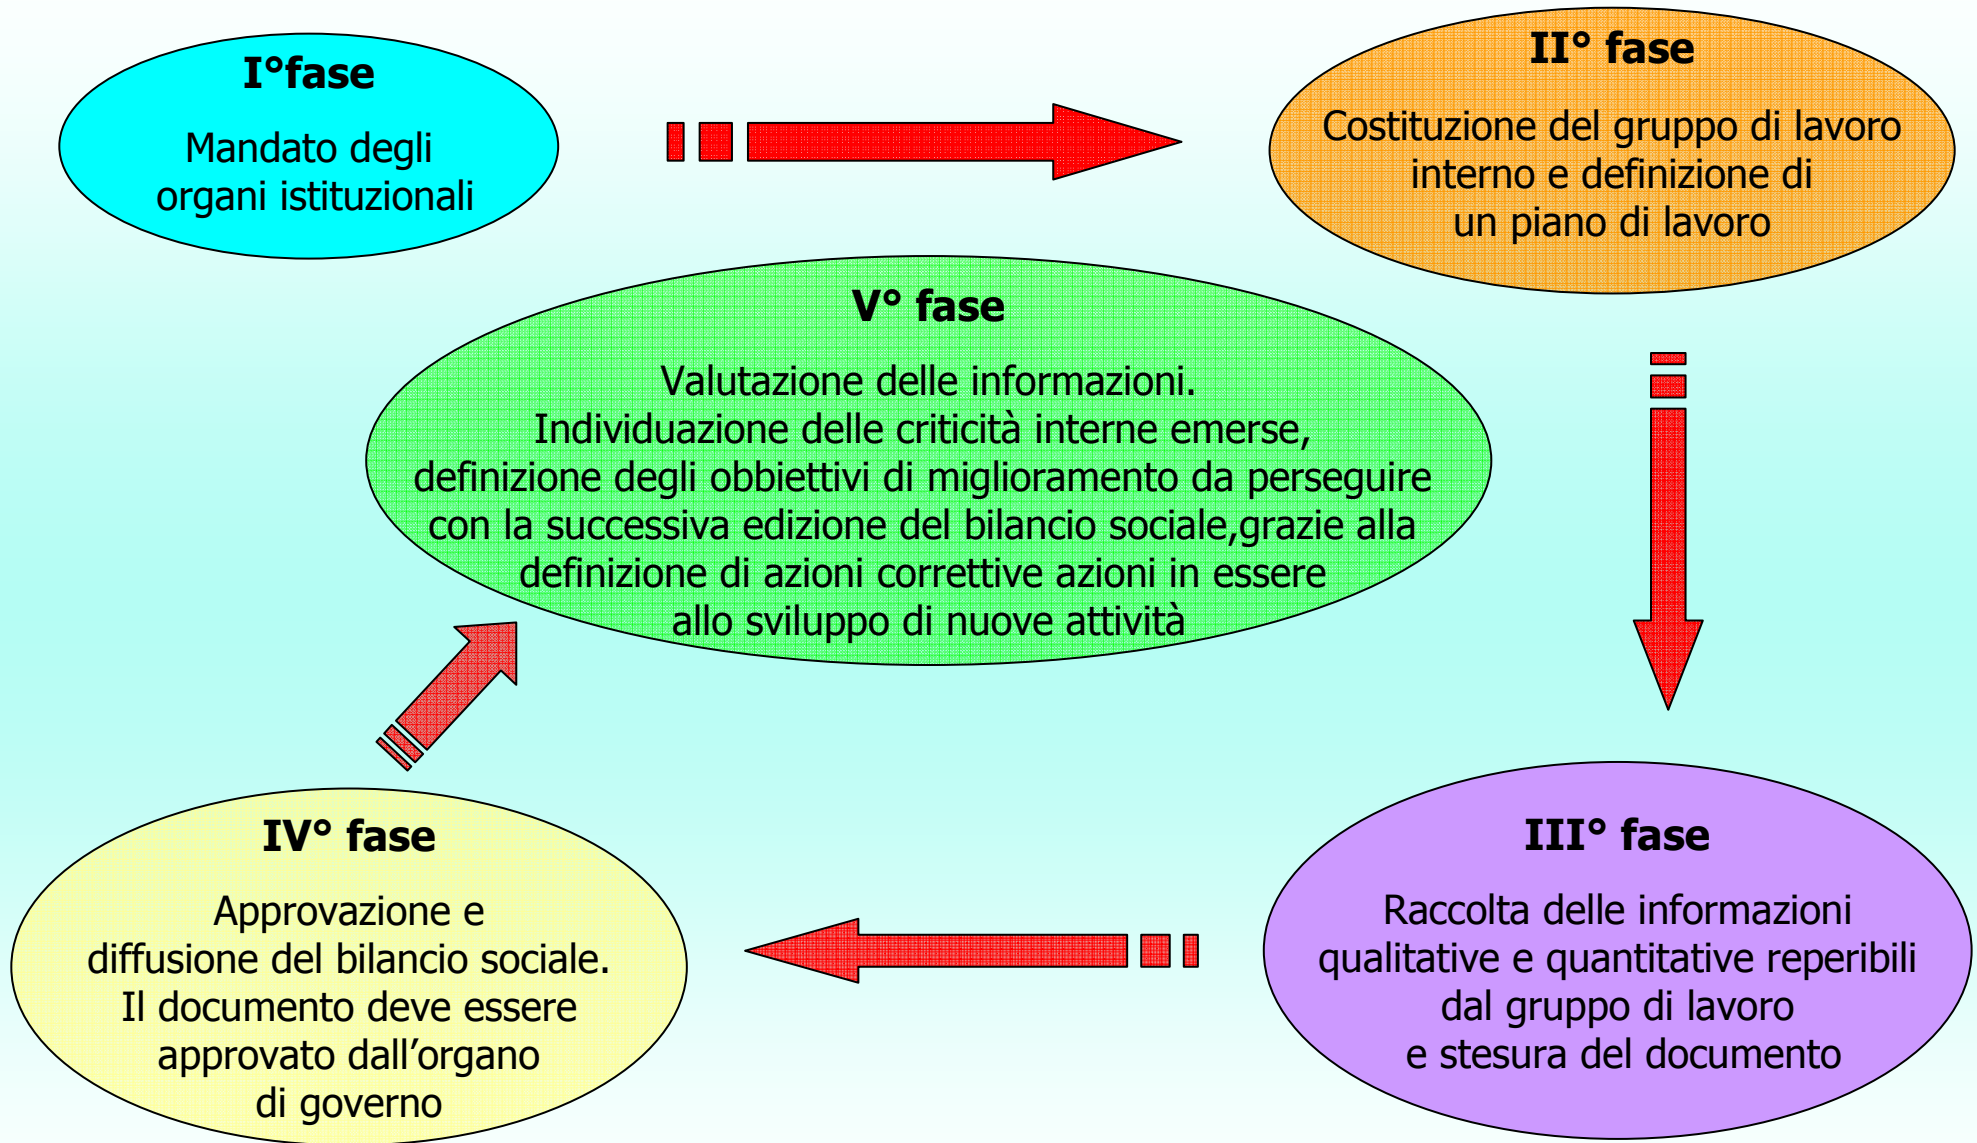 I°fase
Mandato degli
organi istituzionali
II° fase
Costituzione del gruppo di lavoro
interno e definizione di
un piano di lavoro
V° fase
Valutazione delle informazioni.
Individuazione delle criticità interne emerse,
definizione degli obbiettivi di miglioramento da perseguire
con la successiva edizione del bilancio sociale,grazie alla
definizione di azioni correttive azioni in essere
allo sviluppo di nuove attività
IV° fase
Approvazione e
diffusione del bilancio sociale.
Il documento deve essere
approvato dall’organo
di governo
III° fase
Raccolta delle informazioni
qualitative e quantitative reperibili
dal gruppo di lavoro
e stesura del documento